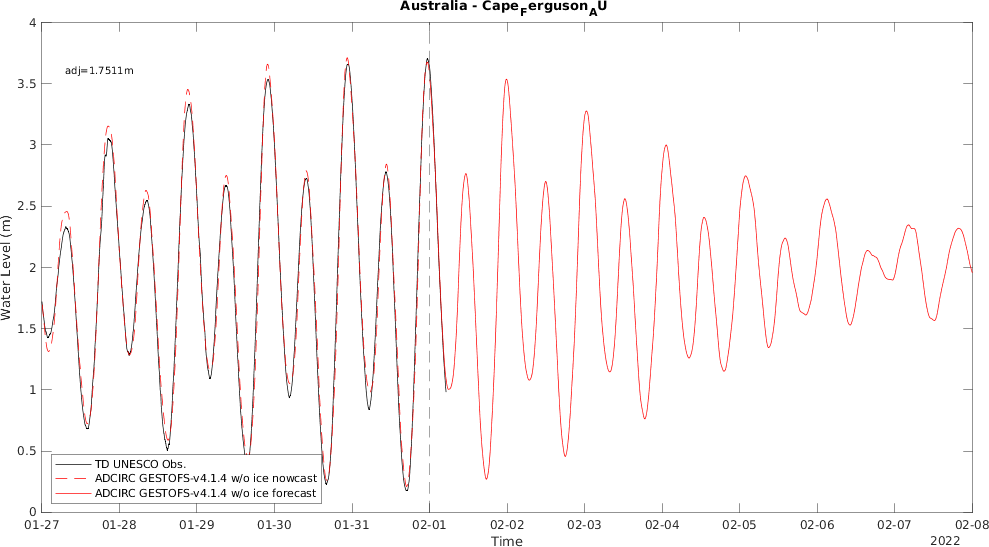 Australia - Cape_Ferguson_AU
4
adj=1.7511m
3.5
3
2.5
2
1.5
1
0.5
0
Water Level (m)
TD UNESCO Obs.
ADCIRC GESTOFS-v4.1.4 w/o ice nowcast
ADCIRC GESTOFS-v4.1.4 w/o ice forecast
01-27 01-28 01-29 01-30 01-31 02-01 02-02 02-03 02-04 02-05 02-06 02-07 02-08
Time
2022